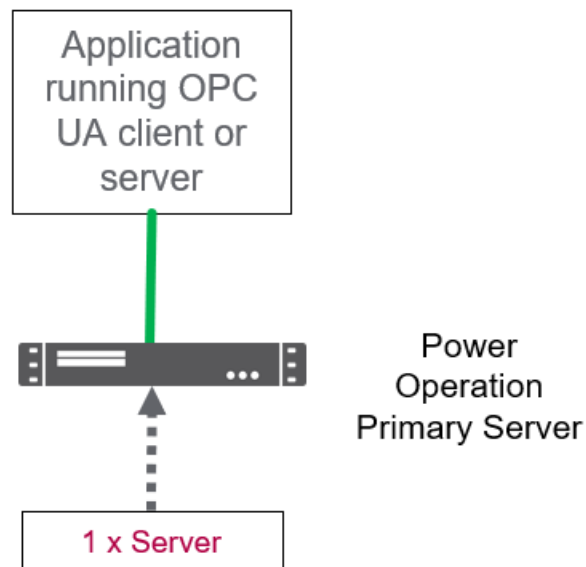 Application
running OPC
UA client or
server
Power
Operation
Primary Server
1 x Server